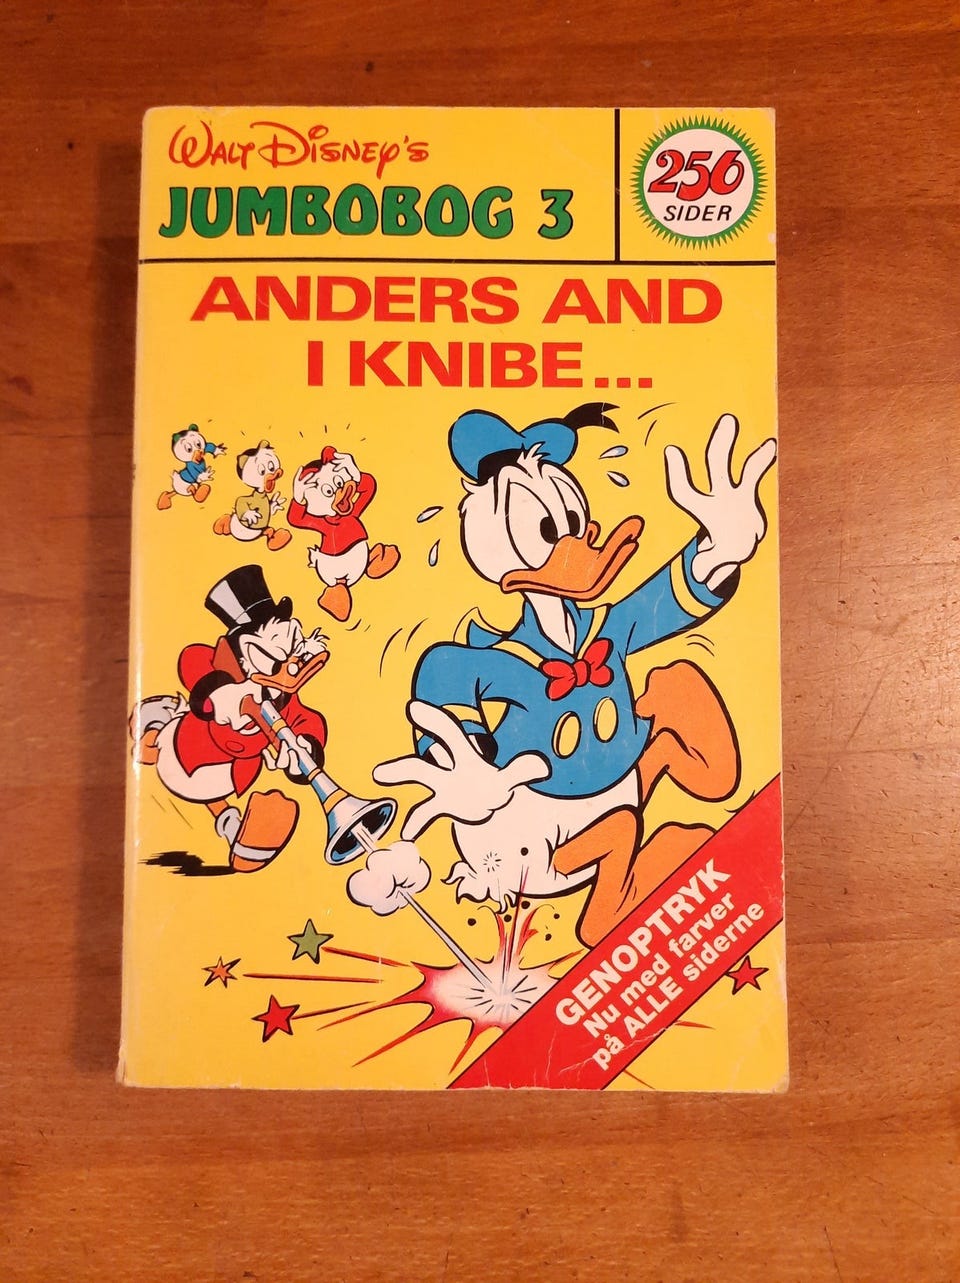 WALT DISNEY'S
JUMBOBOG 3
256
SIDER
ANDERS AND
I KNIBE...
GENOPTRYK
Nu med farver
på ALLE siderne